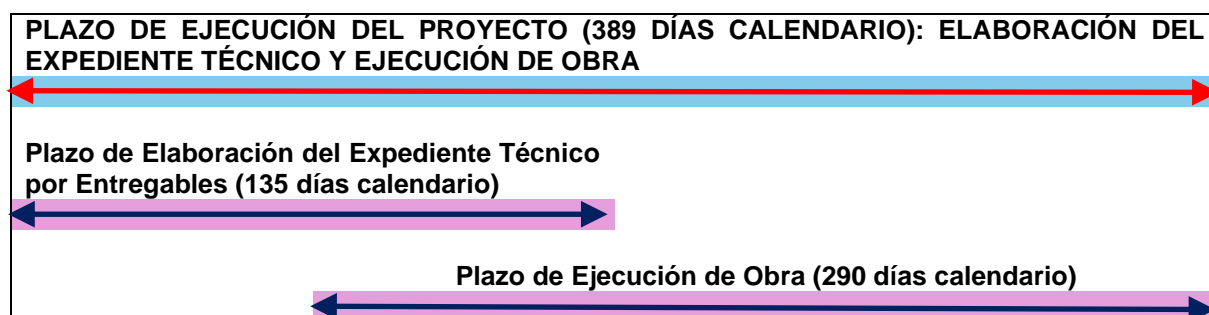 PLAZO DE EJECUCIÓN DEL PROYECTO (389 DÍAS CALENDARIO): ELABORACIÓN DEL
EXPEDIENTE TÉCNICO Y EJECUCIÓN DE OBRA
Plazo de Elaboración del Expediente Técnico
por Entregables (135 días calendario)
Plazo de Ejecución de Obra (290 días calendario)